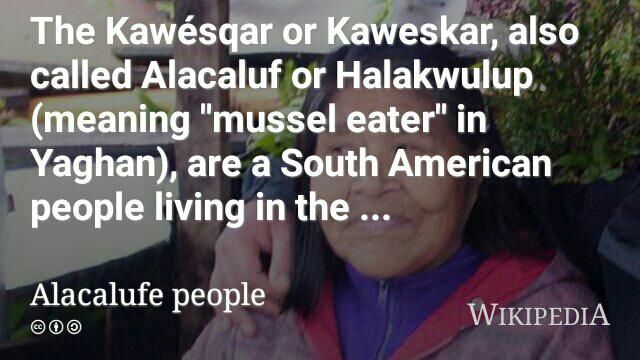 The Kawésqar or Kaweskar, also
called Alacaluf or Halakwulup
(meaning "mussel eater" in
Yaghan), are a South American
people living in the ...
Alacalufe people
WIKIPEDIA